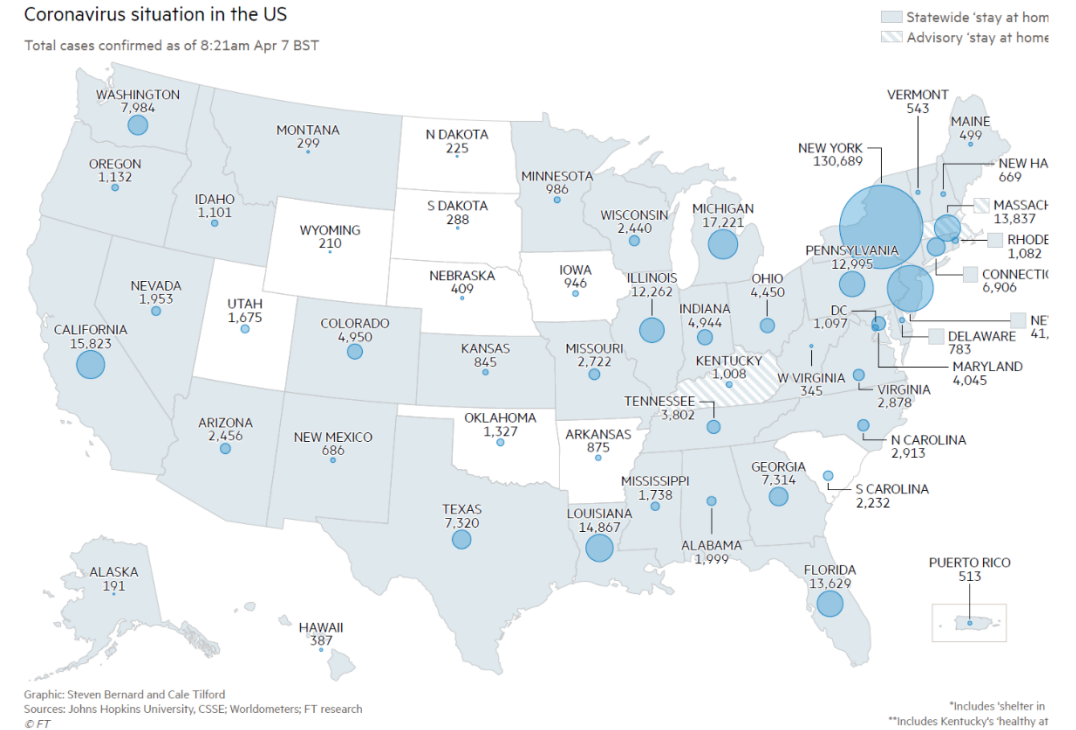 Coronavirus situation in the US
Total cases confirmed as of 8:21am Apr 7 BST
Statewide 'stay at hom
Advisory 'stay at home
WASHINGTON
7,984
MONTANA
299
N DAKOTA
225
VERMONT
543
MAINE
499
NEW YORK
130,689
OREGON
1,132
NEW HA
669
MINNESOTA
986
IDAHO
1,101
S DAKOTA
288
WISCONSIN
2,440
MICHIGAN
17,221
MASSACH
13,837
WYOMING
210
RHODE
1,082
PENNSYLVANIA
12,995
NEBRASKA
409
IOWA
946
ILLINOIS
12,262
OHIO
4,450
CONNECTIC
6,906
NEVADA
1,953
UTAH
1,675
INDIANA
4,944
DC
1,097
NE
41,
CALIFORNIA
15,823
COLORADO
4,950
DELAWARE
783
KANSAS
845
MISSOURI
2,722
KENTUCKY
1,008
W VIRGINIA
345
MARYLAND
4,045
VIRGINIA
2,878
TENNESSEE
3,802
ARIZONA
2,456
NEW MEXICO
686
OKLAHOMA
1,327
ARKANSAS
875
N CAROLINA
2,913
GEORGIA
7,314
MISSISSIPPI
1,738
S CAROLINA
2,232
TEXAS
7,320
LOUISIANA
14,867
ALABAMA
1,999
FLORIDA
13,629
PUERTO RICO
513
ALASKA
191
HAWAII
387
Graphic: Steven Bernard and Cale Tilford
Sources: Johns Hopkins University, CSSE; Worldometers; FT research
© FT
*Includes 'shelter in
**Includes Kentucky's 'healthy at